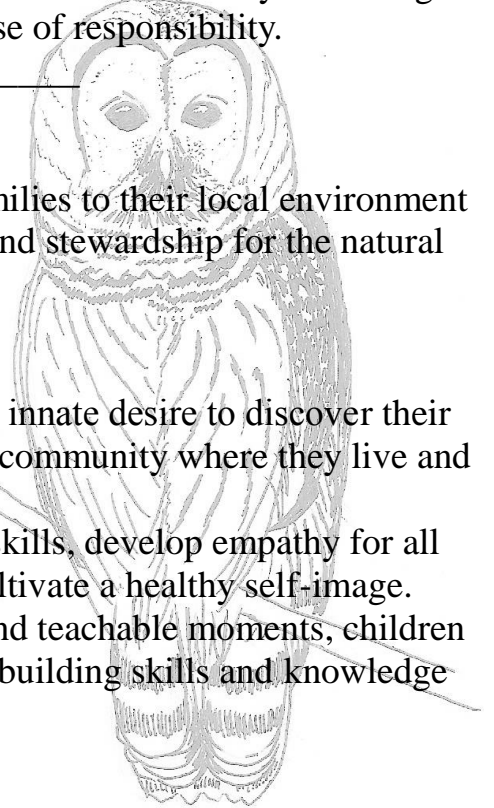 se of responsibility.
nilies to their local environment
nd stewardship for the natural
innate desire to discover their
community where they live and
skills, develop empathy for all
ltivate a healthy self-image.
nd teachable moments, children
building skills and knowledge